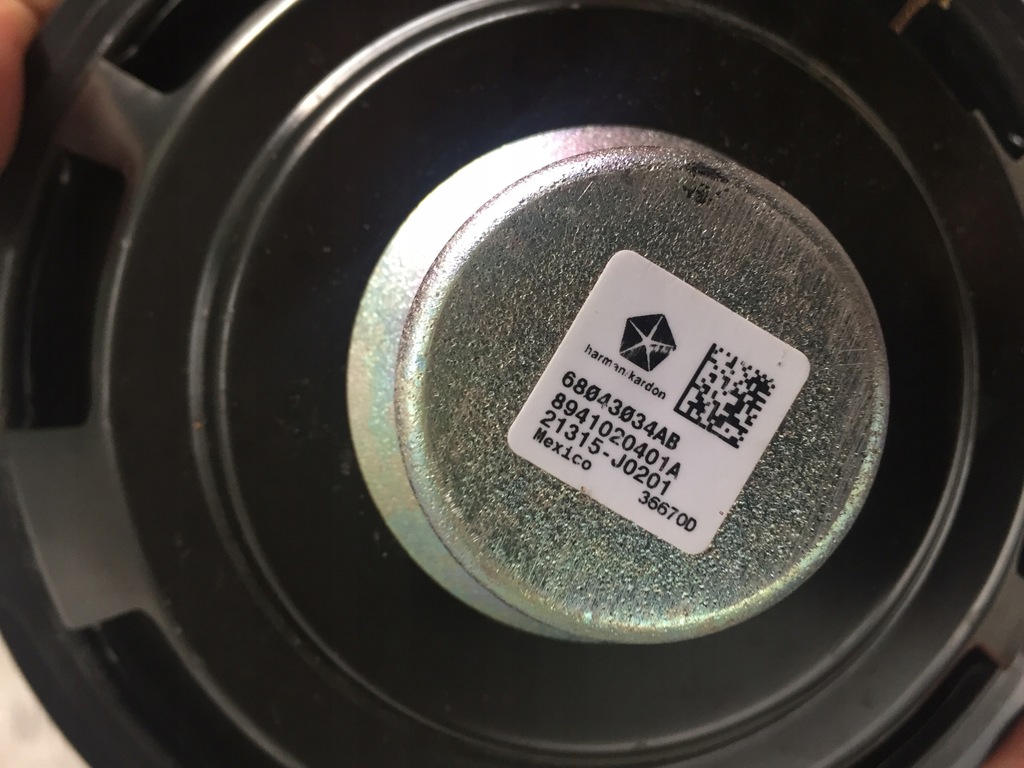 harman/kardon
68043034AB
8941020401A
21315-J0201
Mexico
36670D